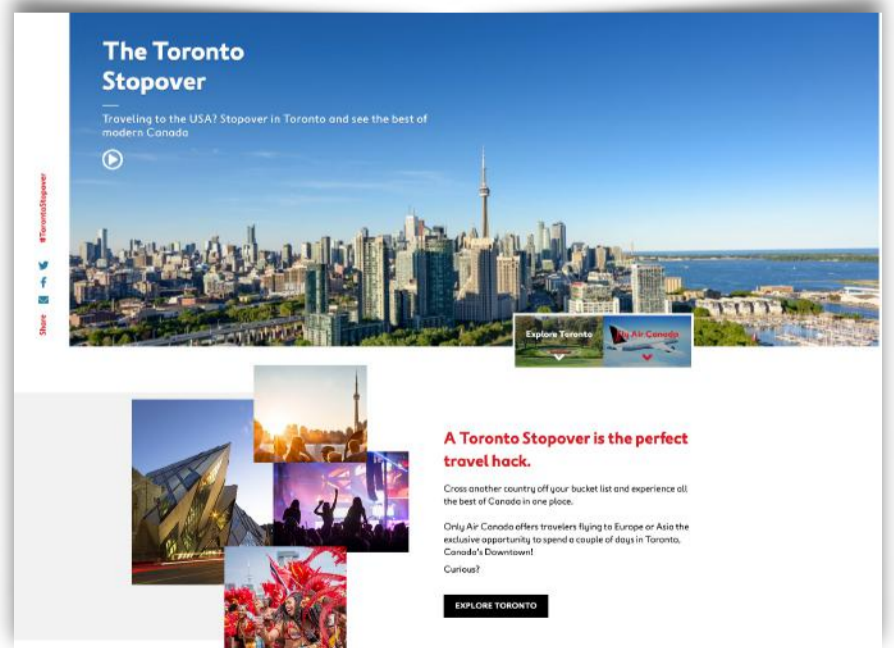 The Toronto
Stopover
Traveling to the USA? Stopover in Toronto and see the best of
modern Canada
#TorontoStopover
Share
Explore Toronto
Fly Air Canada
A Toronto Stopover is the perfect
travel hack.
Cross another country off your bucket list and experience all
the best of Canada in one place.
Only Air Canada offers travelers flying to Europe or Asia the
exclusive opportunity to spend a couple of days in Toronto,
Canada's Downtown!
Curious?
EXPLORE TORONTO